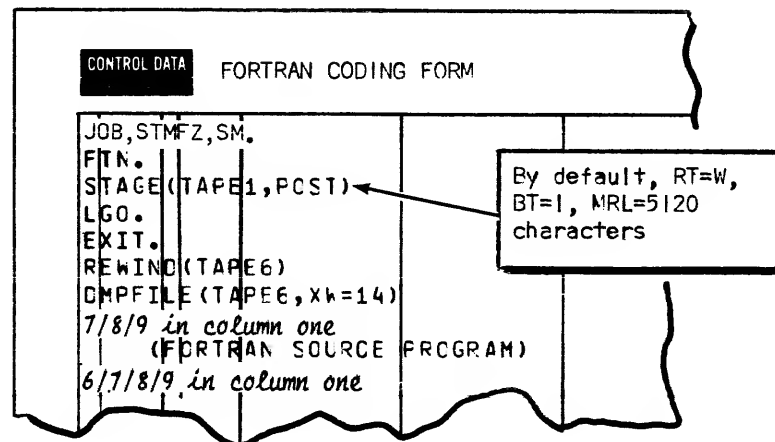 CONTROL DATA FORTRAN CODING FORM
JOB,STMFZ,SM.
FTN.
STAGE(TAPE1,POST)
By default, RT=W,
BT=I, MRL=5120
characters
LGO.
EXIT.
REWIND(TAPE6)
DMPFILE(TAPE6,XW=14)
7/8/9 in column one
(FORTRAN SOURCE PROGRAM)
6/7/8/9 in column one